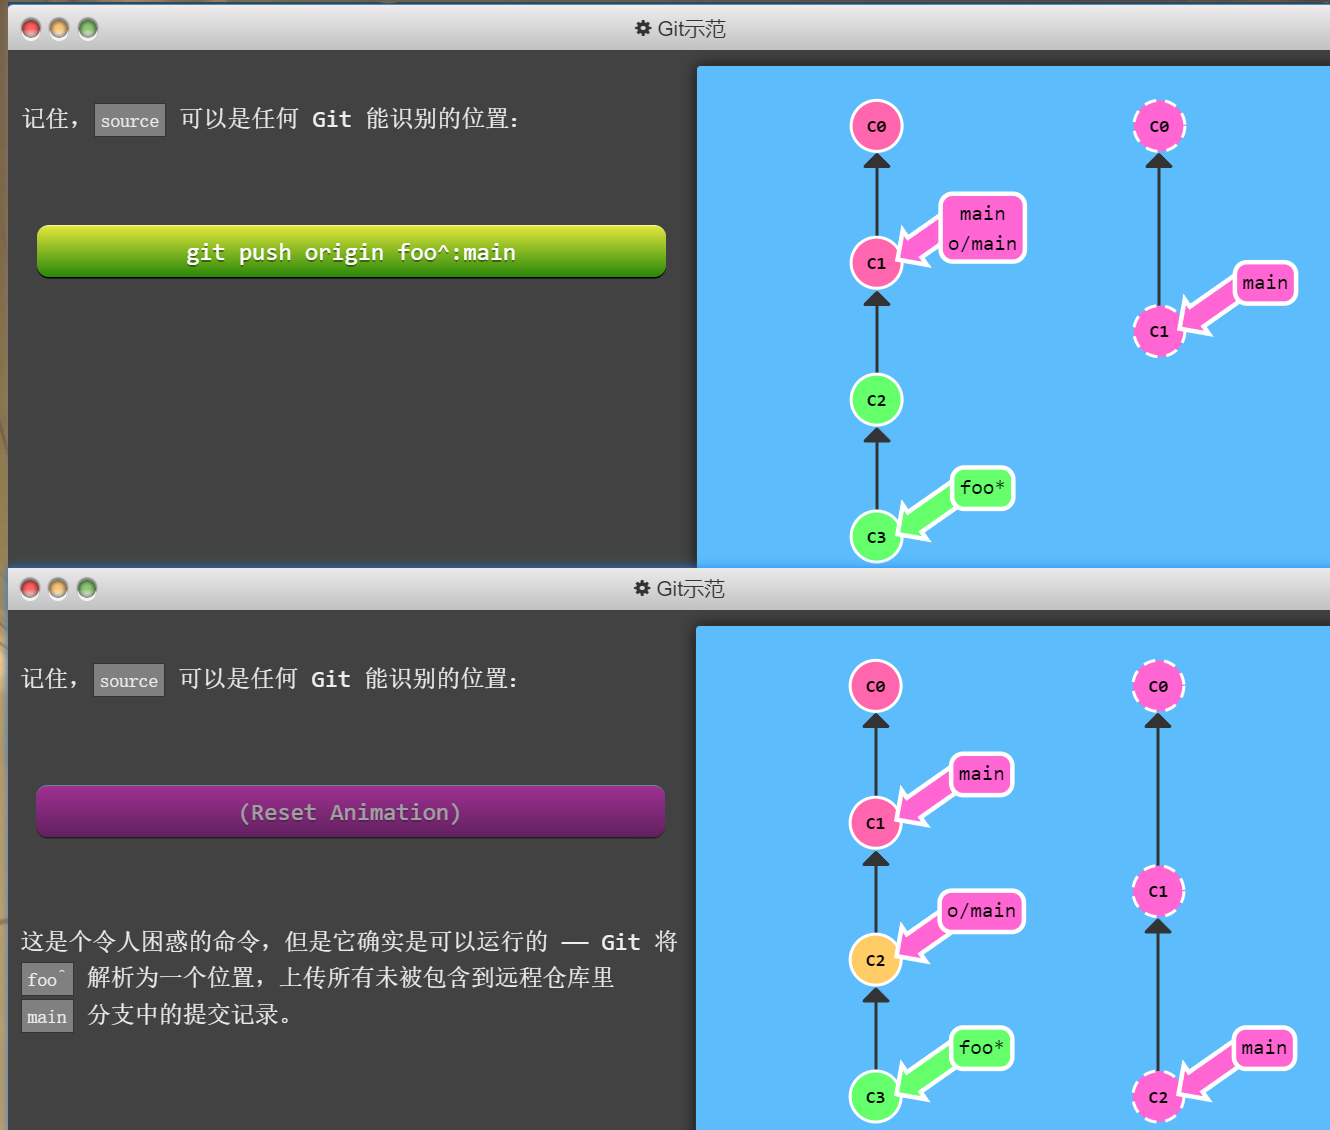 Git示范
记住，source 可以是任何 Git 能识别的位置：
git push origin foo^:main
C0
main
o/main
C1
C2
foo*
C3
C0
main
C1
Git示范
记住，source 可以是任何 Git 能识别的位置：
(Reset Animation)
这是个令人困惑的命令，但是它确实是可以运行的 —— Git 将
foo^ 解析为一个位置，上传所有未被包含到远程仓库里
main 分支中的提交记录。
C0
main
C1
o/main
C2
foo*
C3
C0
C1
main
C2